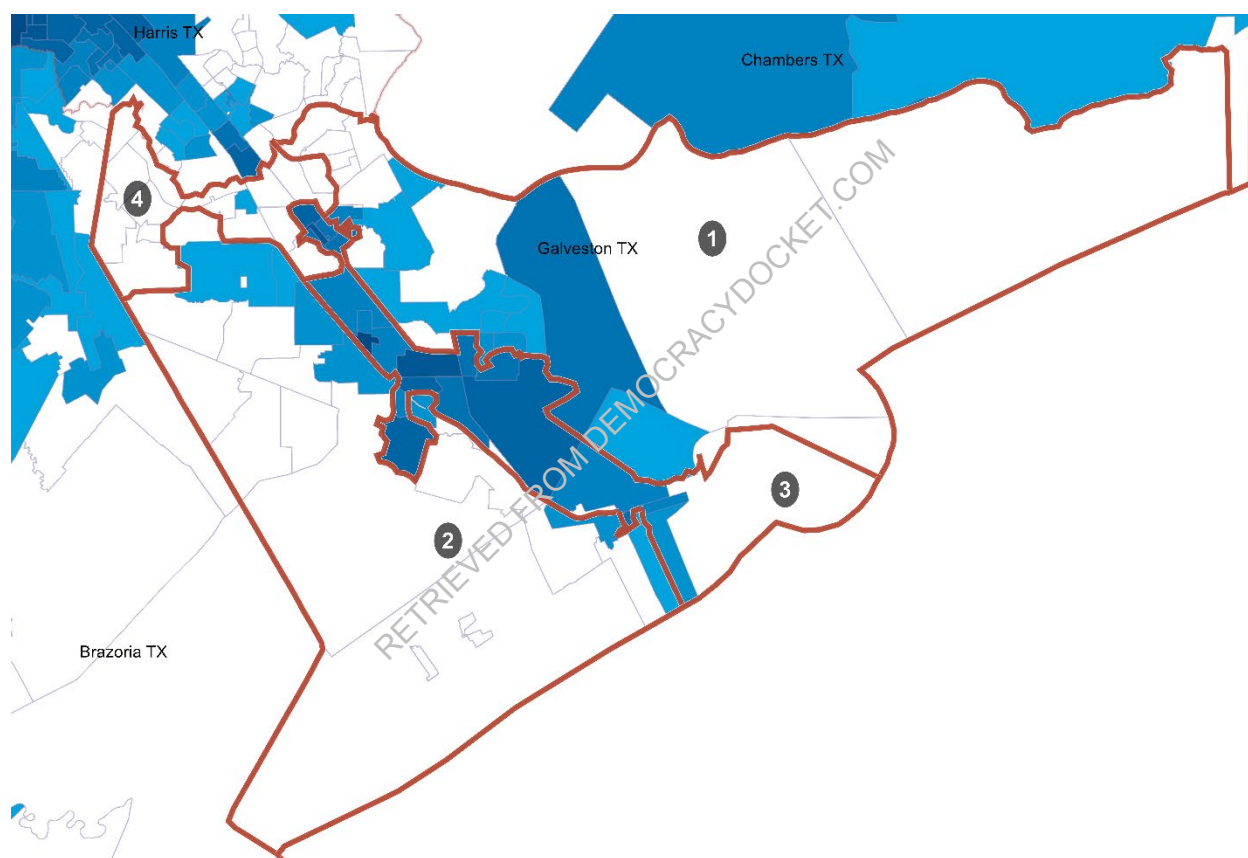 Harris TX
Chambers TX
4
1
Galveston TX
3
2
Brazoria TX
RETRIEVED FROM DEMOCRACYDOCKET.COM